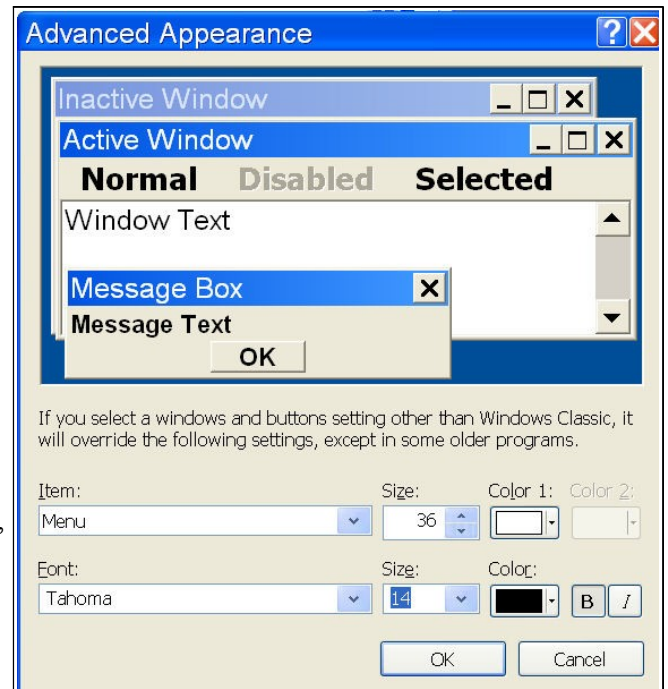 Advanced Appearance
Inactive Window
Active Window
Normal Disabled Selected
Window Text
Message Box
Message Text
OK
If you select a windows and buttons setting other than Windows Classic, it
will override the following settings, except in some older programs.
Item: Size: Color 1: Color 2:
Menu 36
Font: Size: Color:
Tahoma 14 B I
OK Cancel